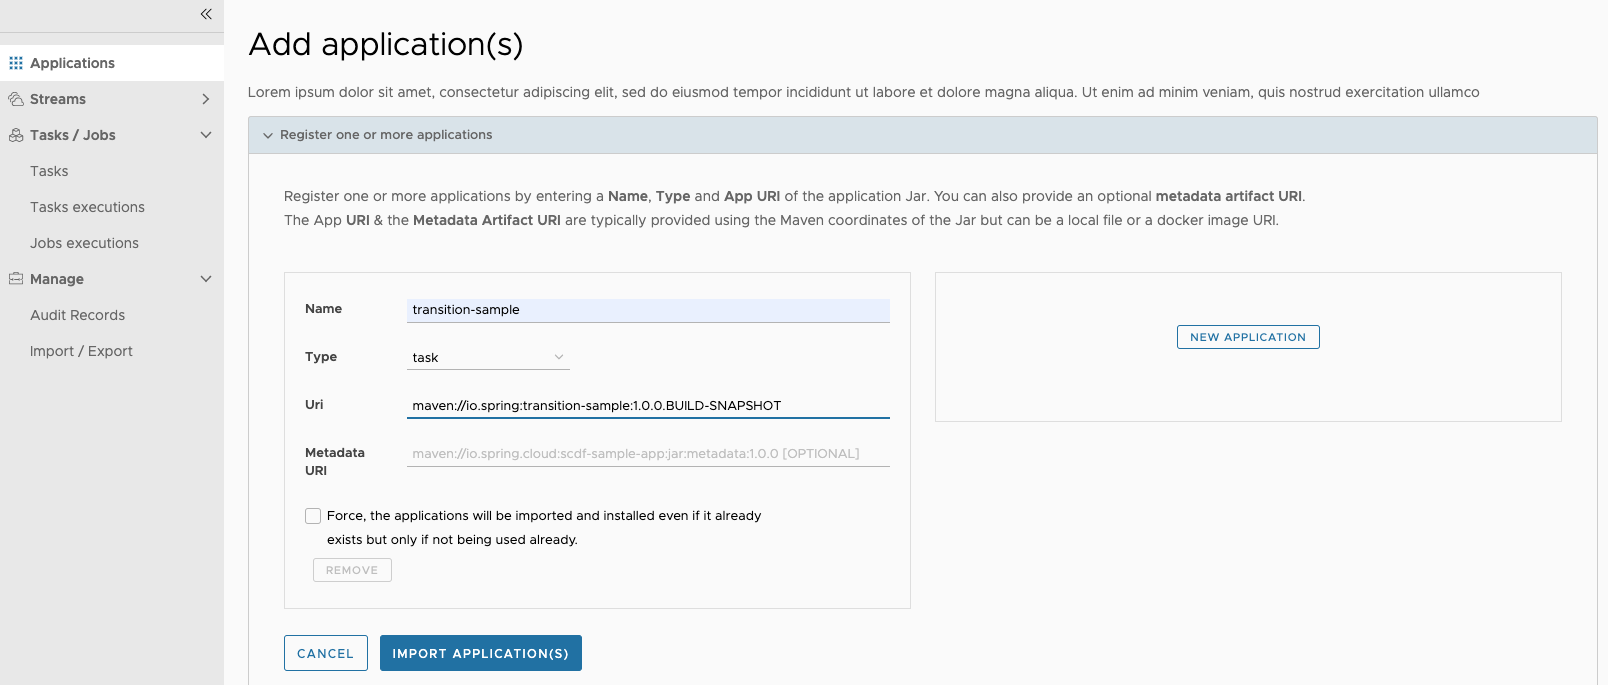 Applications
Streams
Tasks / Jobs
Tasks
Tasks executions
Jobs executions
Manage
Audit Records
Import / Export
Add application(s)
Lorem ipsum dolor sit amet, consectetur adipiscing elit, sed do eiusmod tempor incididunt ut labore et dolore magna aliqua. Ut enim ad minim veniam, quis nostrud exercitation ullamco
Register one or more applications
Register one or more applications by entering a Name, Type and App URI of the application Jar. You can also provide an optional metadata artifact URI.
The App URI & the Metadata Artifact URI are typically provided using the Maven coordinates of the Jar but can be a local file or a docker image URI.
Name transition-sample
Type task
Uri maven://io.spring:transition-sample:1.0.0.BUILD-SNAPSHOT
Metadata URI maven://io.spring.cloud:scdf-sample-app:jar:metadata:1.0.0 [OPTIONAL]
Force, the applications will be imported and installed even if it already
exists but only if not being used already.
REMOVE
NEW APPLICATION
CANCEL IMPORT APPLICATION(S)